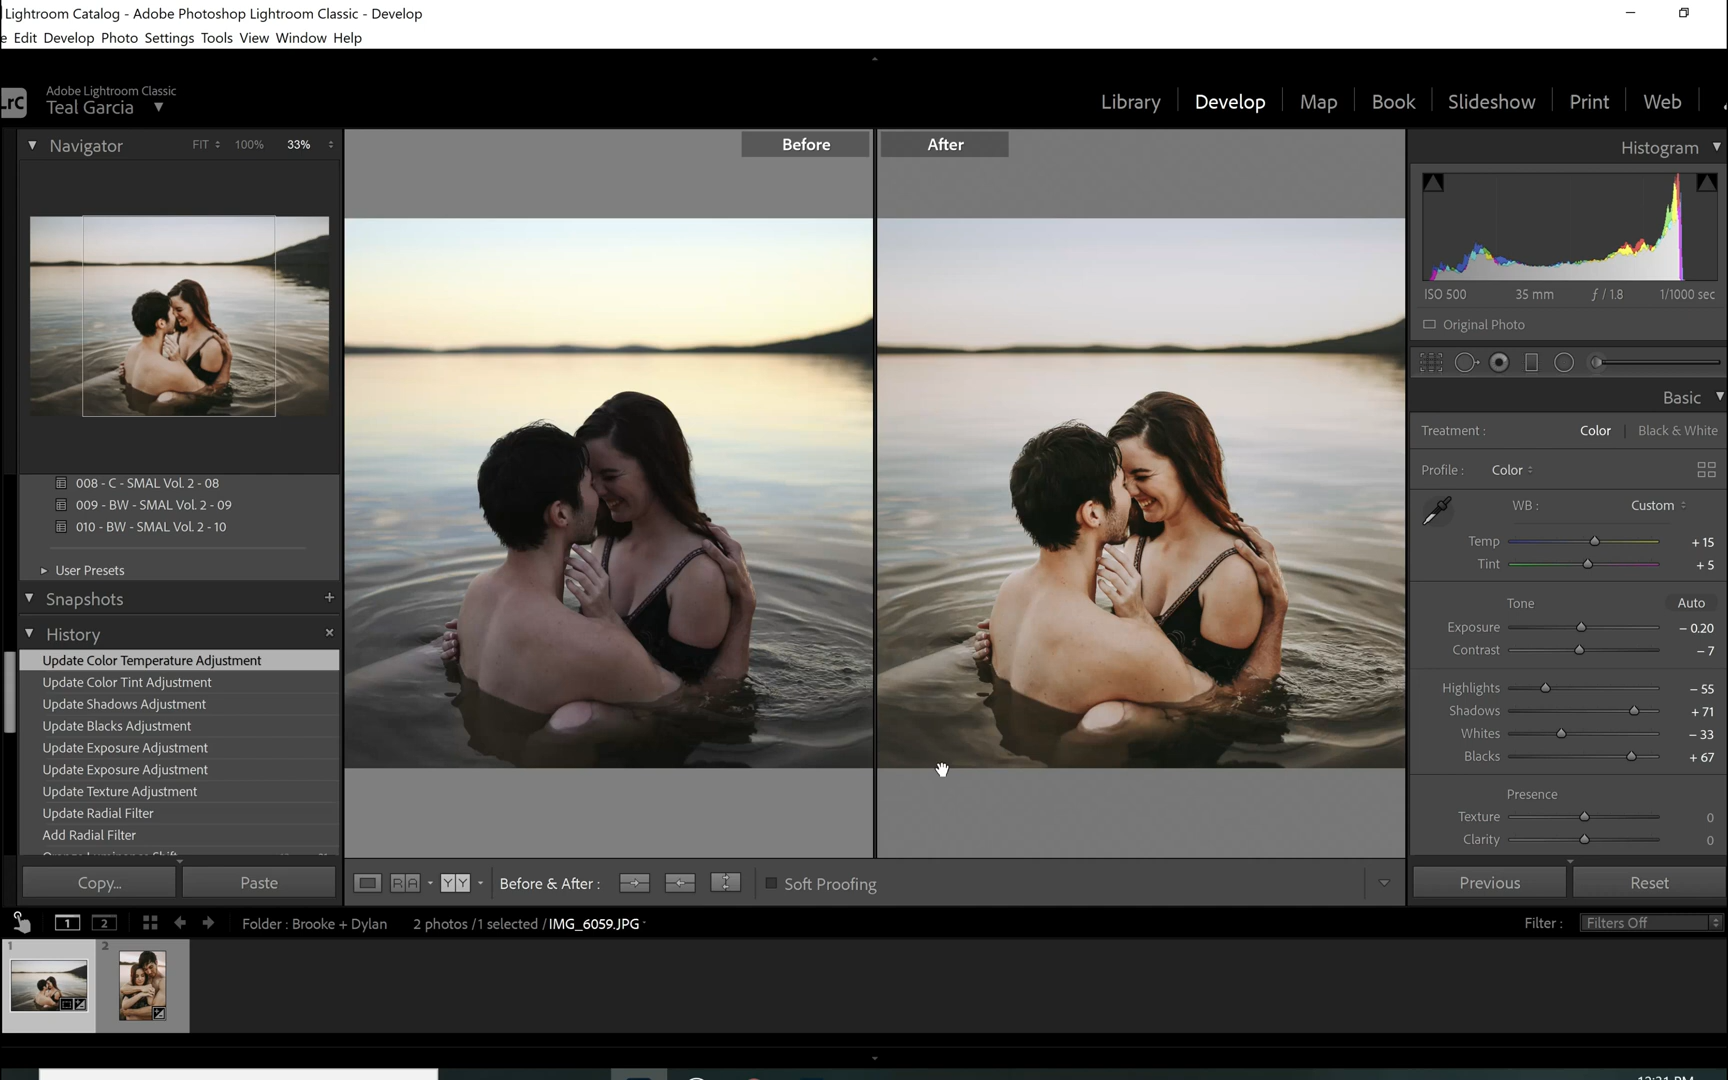 Lightroom Catalog - Adobe Photoshop Lightroom Classic - Develop
e Edit Develop Photo Settings Tools View Window Help
LrC
Adobe Lightroom Classic
Teal Garcia
Library Develop Map Book Slideshow Print Web
Navigator FIT 100% 33%
Before
After
Histogram
ISO 500 35 mm ƒ / 1.8 1/1000 sec
Original Photo
Basic
Treatment : Color Black & White
Profile : Color
WB : Custom
Temp + 15
Tint + 5
Tone Auto
Exposure – 0.20
Contrast – 7
Highlights – 55
Shadows + 71
Whites – 33
Blacks + 67
Presence
Texture 0
Clarity 0
Previous Reset
008 - C - SMAL Vol. 2 - 08
009 - BW - SMAL Vol. 2 - 09
010 - BW - SMAL Vol. 2 - 10
User Presets
Snapshots +
History ×
Update Color Temperature Adjustment
Update Color Tint Adjustment
Update Shadows Adjustment
Update Blacks Adjustment
Update Exposure Adjustment
Update Exposure Adjustment
Update Texture Adjustment
Update Radial Filter
Add Radial Filter
Orange Luminance Shift
Copy... Paste
R A Y Y Before & After : Soft Proofing
1 2 Folder : Brooke + Dylan 2 photos / 1 selected / IMG_6059.JPG
Filter : Filters Off
1 2